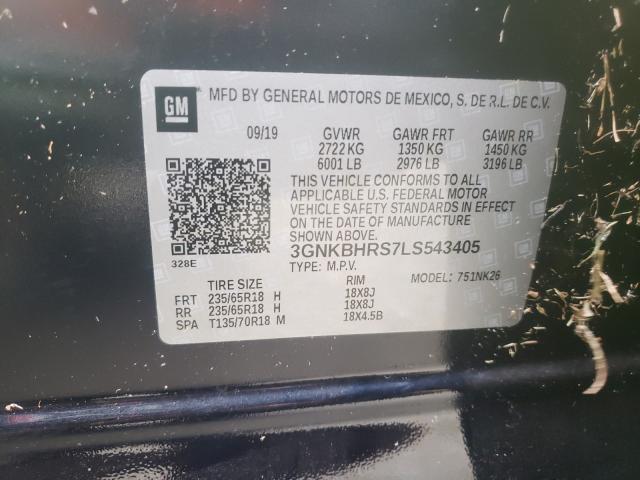 GM
MFD BY GENERAL MOTORS DE MEXICO, S. DE R.L. DE C.V.
09/19 GVWR GAWR FRT GAWR RR
2722 KG 1350 KG 1450 KG
6001 LB 2976 LB 3196 LB
THIS VEHICLE CONFORMS TO ALL
APPLICABLE U.S. FEDERAL MOTOR
VEHICLE SAFETY STANDARDS IN EFFECT
ON THE DATE OF MANUFACTURE
SHOWN ABOVE.
3GNKBHRS7LS543405
328E TYPE: M.P.V. MODEL: 751NK26
TIRE SIZE RIM
FRT 235/65R18 H 18X8J
RR 235/65R18 H 18X8J
SPA T135/70R18 M 18X4.5B